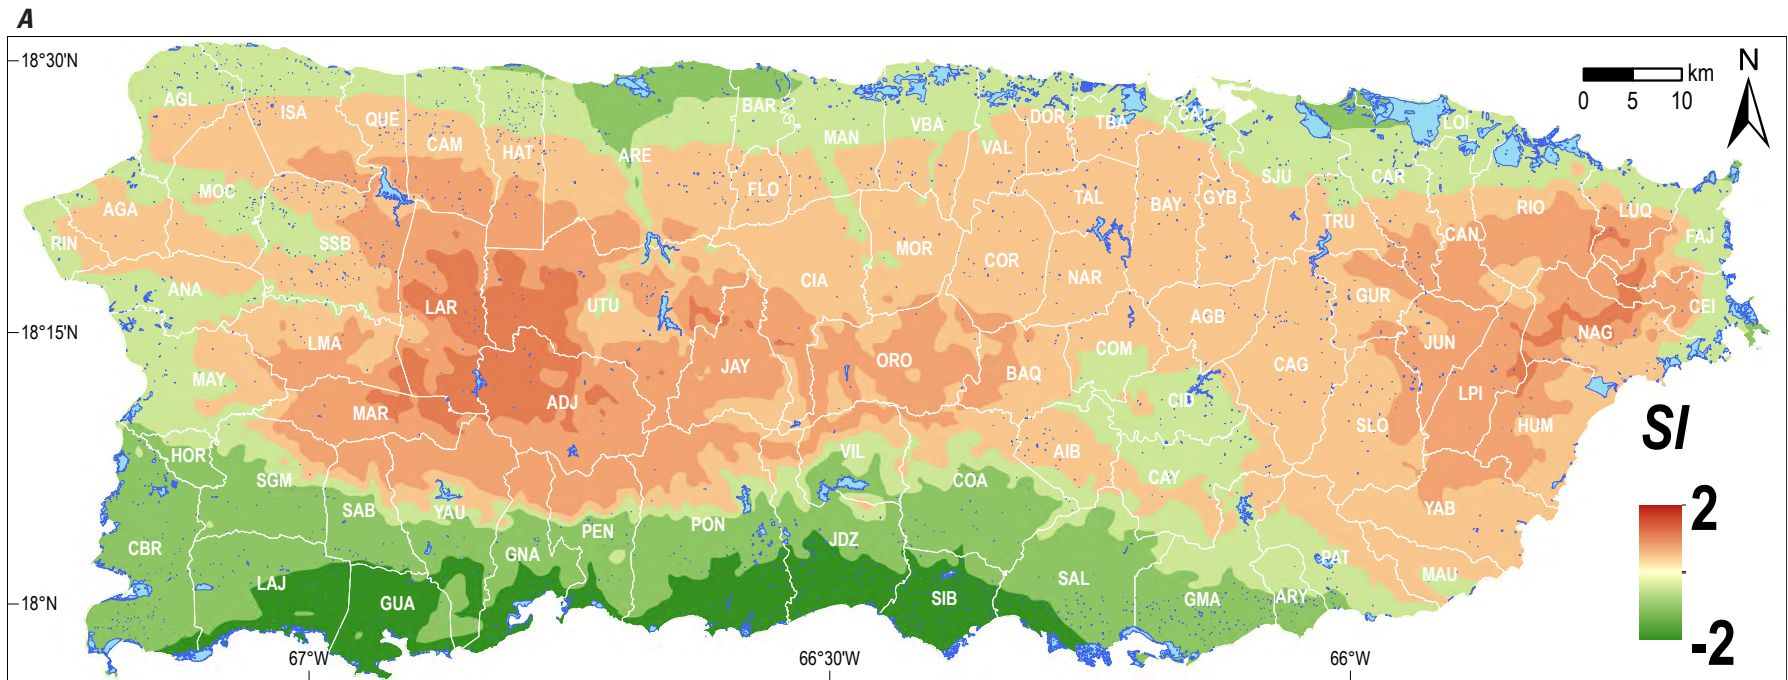 A
18°30'N
18°15'N
18°N
67°W
66°30'W
66°W
N
km
0 5 10
SI
2
-2
AGL
ISA
QUE
CAM
HAT
ARE
BAR
MAN
VBA
VAL
DOR
TBA
CAT
LOI
MOC
AGA
RIN
SSB
ANA
LAR
UTU
FLO
CIA
MOR
COR
TAL
NAR
BAY
GYB
SJU
TRU
CAR
CAN
RIO
LUQ
FAJ
CEI
NAG
GUR
JUN
LPI
HUM
AGB
CAG
SLO
COM
CID
BAQ
ORO
JAY
ADJ
LMA
MAY
MAR
HOR
SGM
SAB
YAU
GNA
PEN
PON
VIL
JDZ
COA
AIB
CAY
YAB
MAU
PAT
ARY
GMA
SAL
SIB
GUA
LAJ
CBR